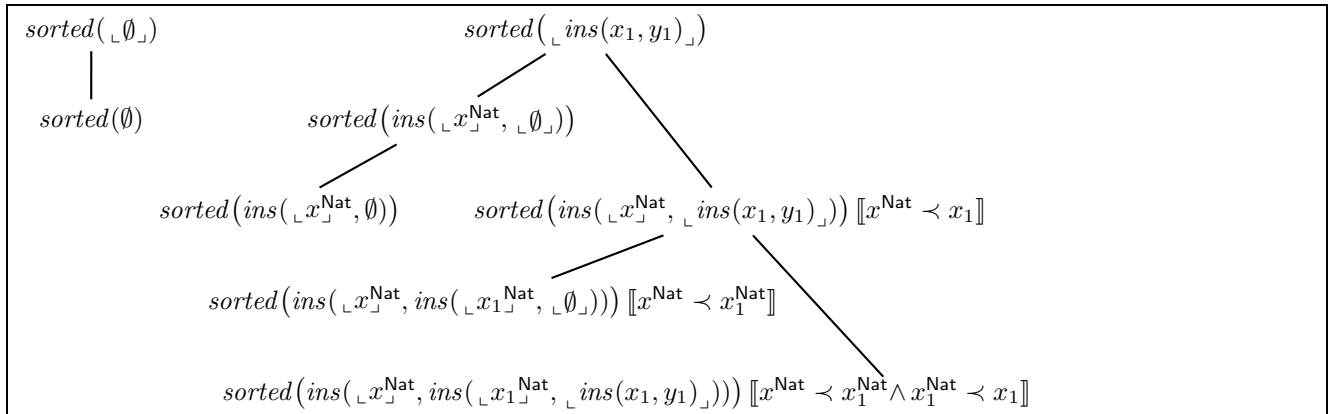 sorted(⌞∅⌟) sorted(⌞ins(x₁, y₁)⌟)
sorted(∅) sorted(ins(⌞x⌟^Nat, ⌞∅⌟))
sorted(ins(⌞x⌟^Nat, ∅)) sorted(ins(⌞x⌟^Nat, ⌞ins(x₁, y₁)⌟)) ⟦x^Nat ≺ x₁⟧
sorted(ins(⌞x⌟^Nat, ins(⌞x₁⌟^Nat, ⌞∅⌟))) ⟦x^Nat ≺ x₁^Nat⟧
sorted(ins(⌞x⌟^Nat, ins(⌞x₁⌟^Nat, ⌞ins(x₁, y₁)⌟))) ⟦x^Nat ≺ x₁^Nat ∧ x₁^Nat ≺ x₁⟧